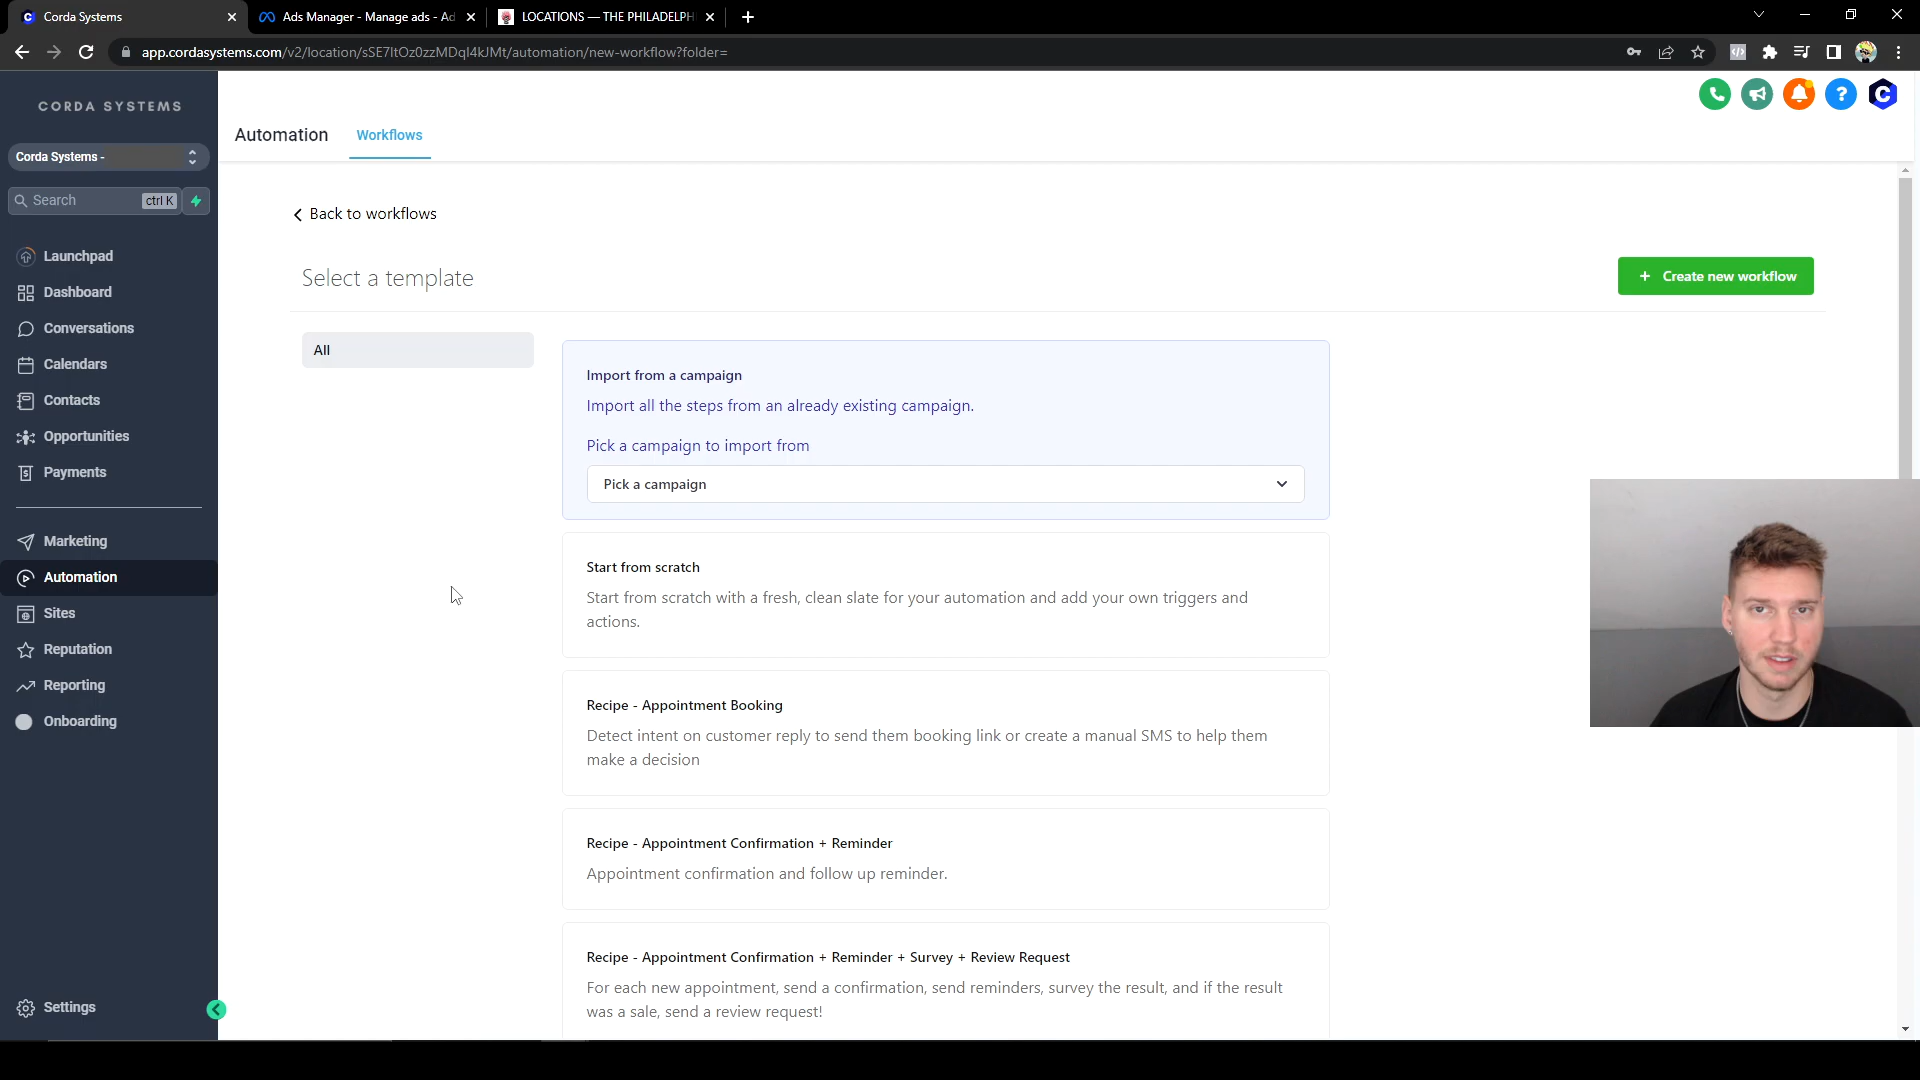 Corda Systems
Ads Manager - Manage ads - Ad
LOCATIONS — THE PHILADELPH
app.cordasystems.com/v2/location/sSE7ItOz0zzMDqI4kJMt/automation/new-workflow?folder=
CORDA SYSTEMS
Corda Systems -
Search
ctrl K
Launchpad
Dashboard
Conversations
Calendars
Contacts
Opportunities
Payments
Marketing
Automation
Sites
Reputation
Reporting
Onboarding
Settings
Automation
Workflows
Back to workflows
Select a template
+ Create new workflow
All
Import from a campaign
Import all the steps from an already existing campaign.
Pick a campaign to import from
Pick a campaign
Start from scratch
Start from scratch with a fresh, clean slate for your automation and add your own triggers and
actions.
Recipe - Appointment Booking
Detect intent on customer reply to send them booking link or create a manual SMS to help them
make a decision
Recipe - Appointment Confirmation + Reminder
Appointment confirmation and follow up reminder.
Recipe - Appointment Confirmation + Reminder + Survey + Review Request
For each new appointment, send a confirmation, send reminders, survey the result, and if the result
was a sale, send a review request!